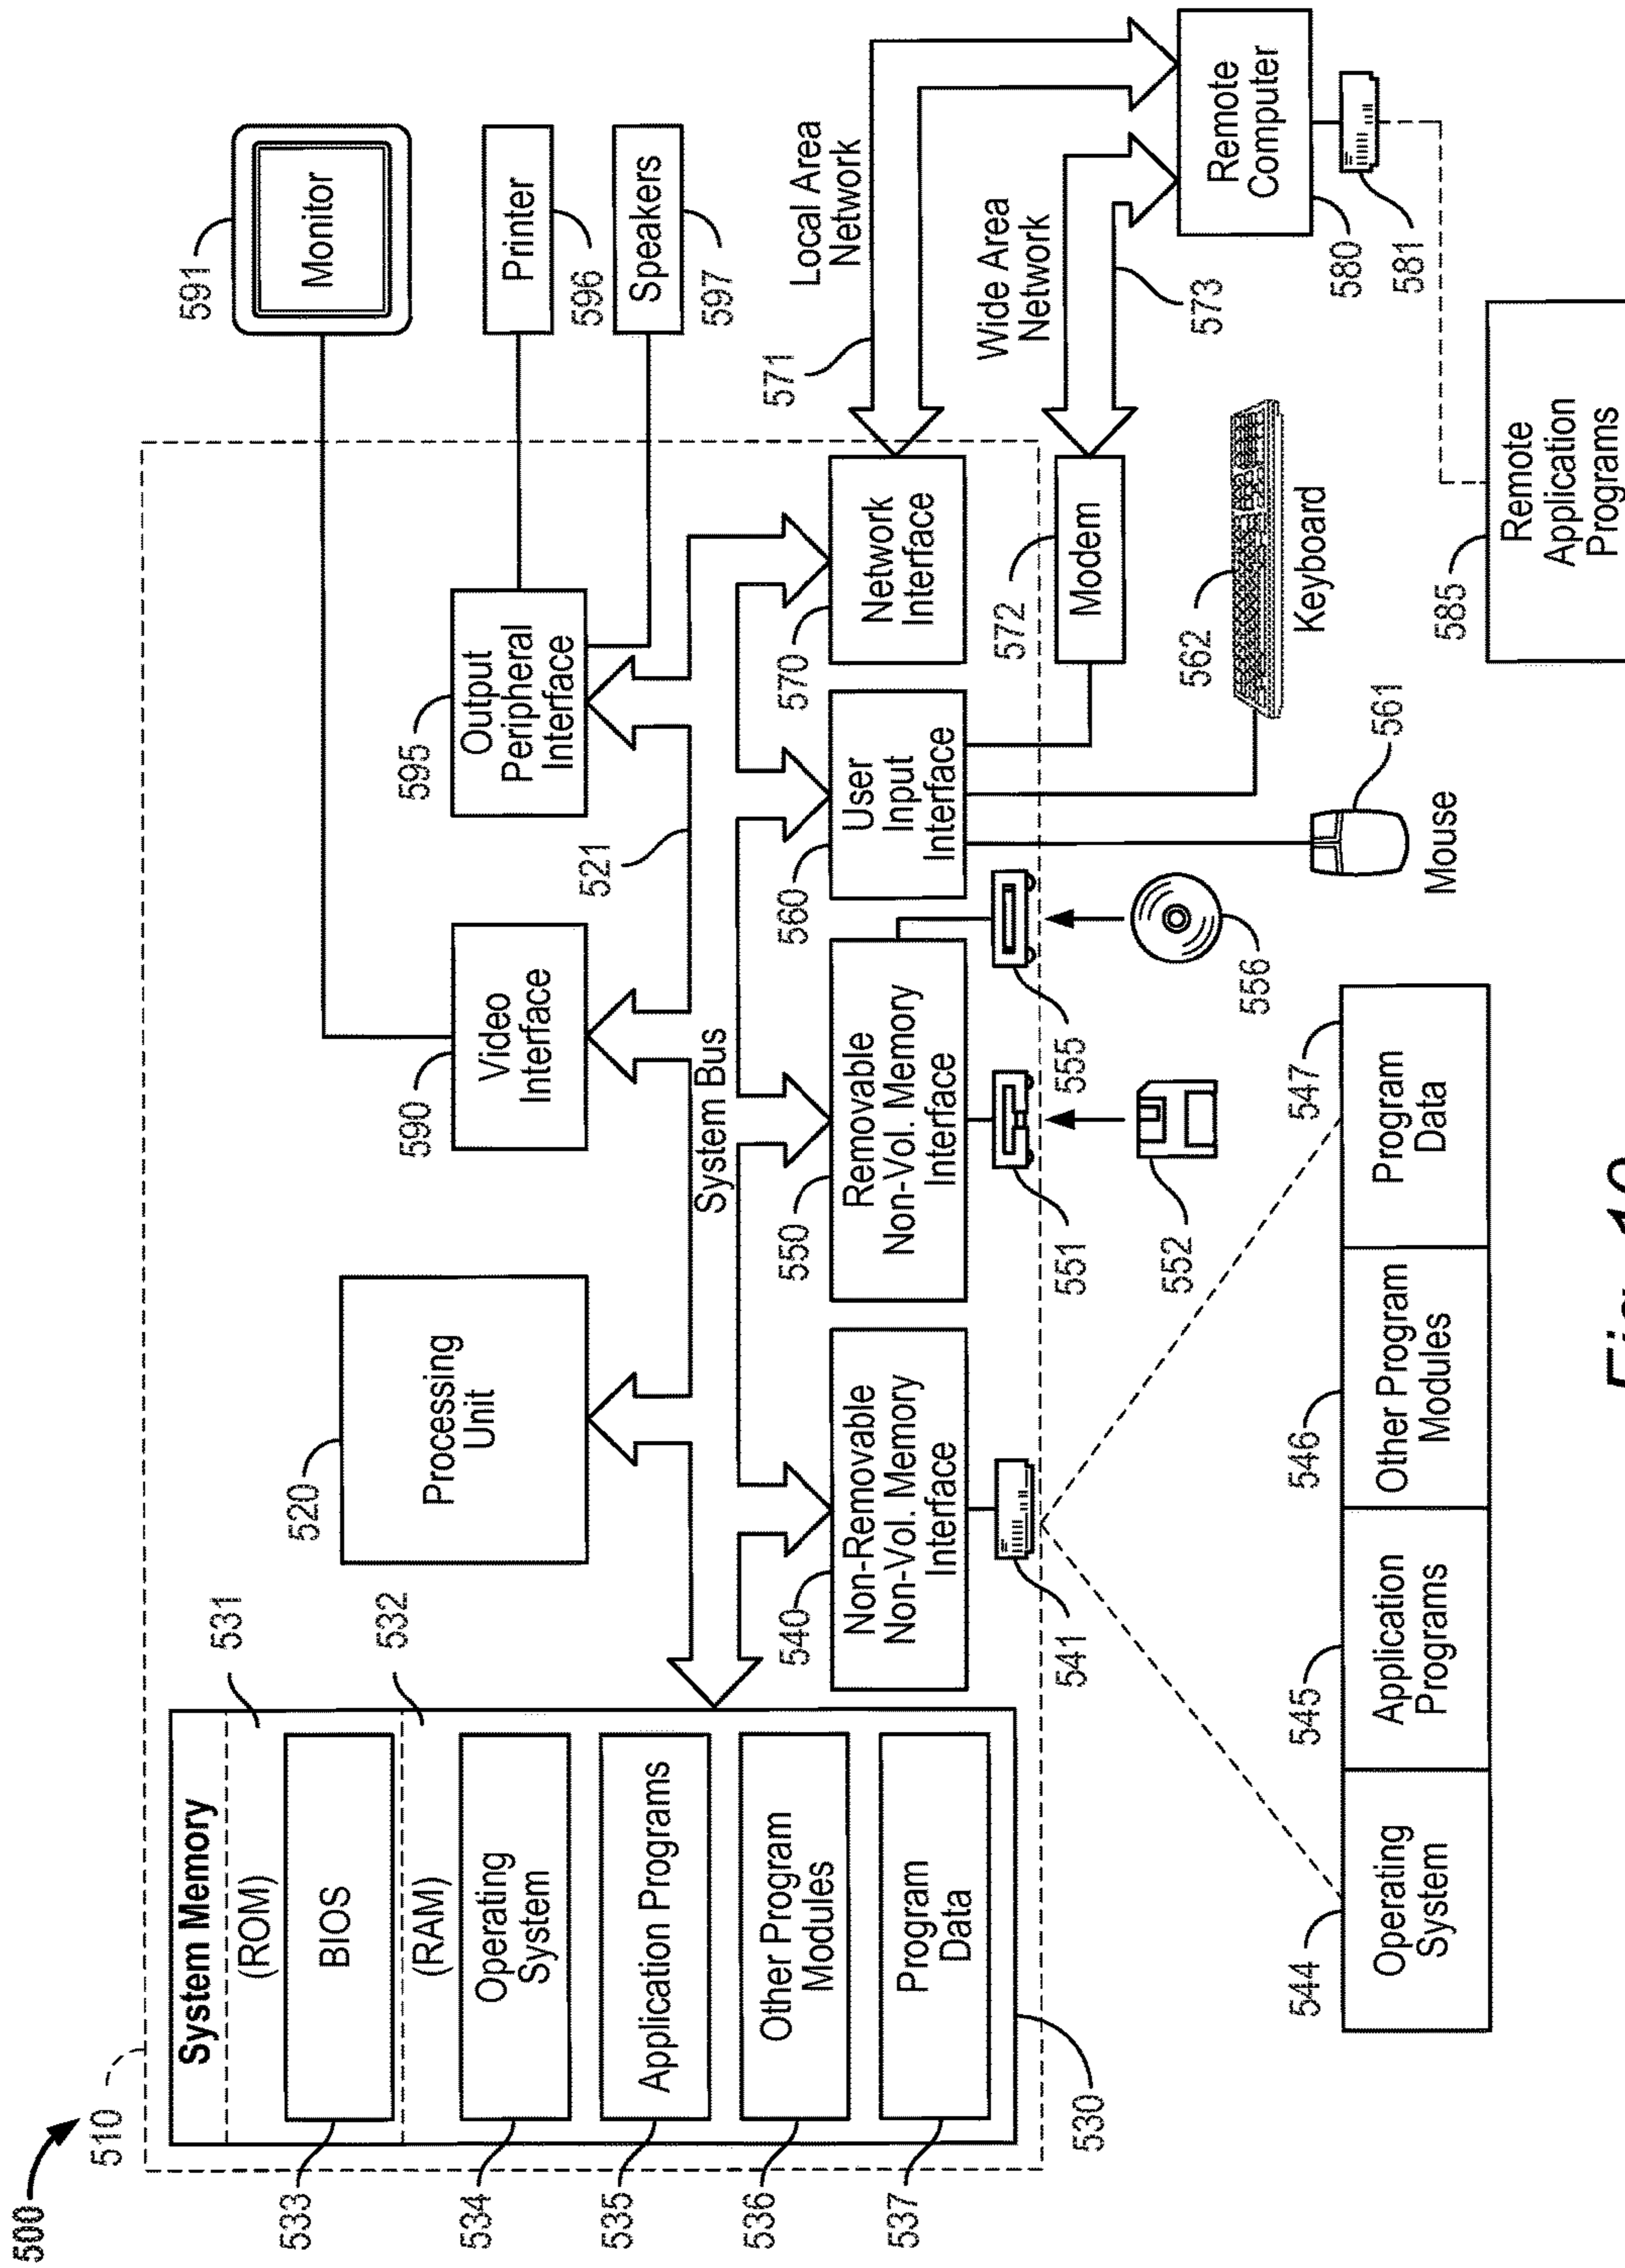 500
510
System Memory
(ROM)
531
BIOS
533
(RAM)
532
Operating
System
534
Application Programs
535
Other Program
Modules
536
Program
Data
537
530
520
Processing
Unit
590
Video
Interface
595
Output
Peripheral
Interface
591
Monitor
Printer
596
Speakers
597
521
System Bus
540
Non-Removable
Non-Vol. Memory
Interface
541
550
Removable
Non-Vol. Memory
Interface
551
555
552
556
560
User
Input
Interface
570
Network
Interface
572
Modem
571
Local Area
Network
Wide Area
Network
573
Remote
Computer
580
581
Mouse
561
562
Keyboard
585
Remote
Application
Programs
544
Operating
System
545
Application
Programs
546
Other Program
Modules
547
Program
Data